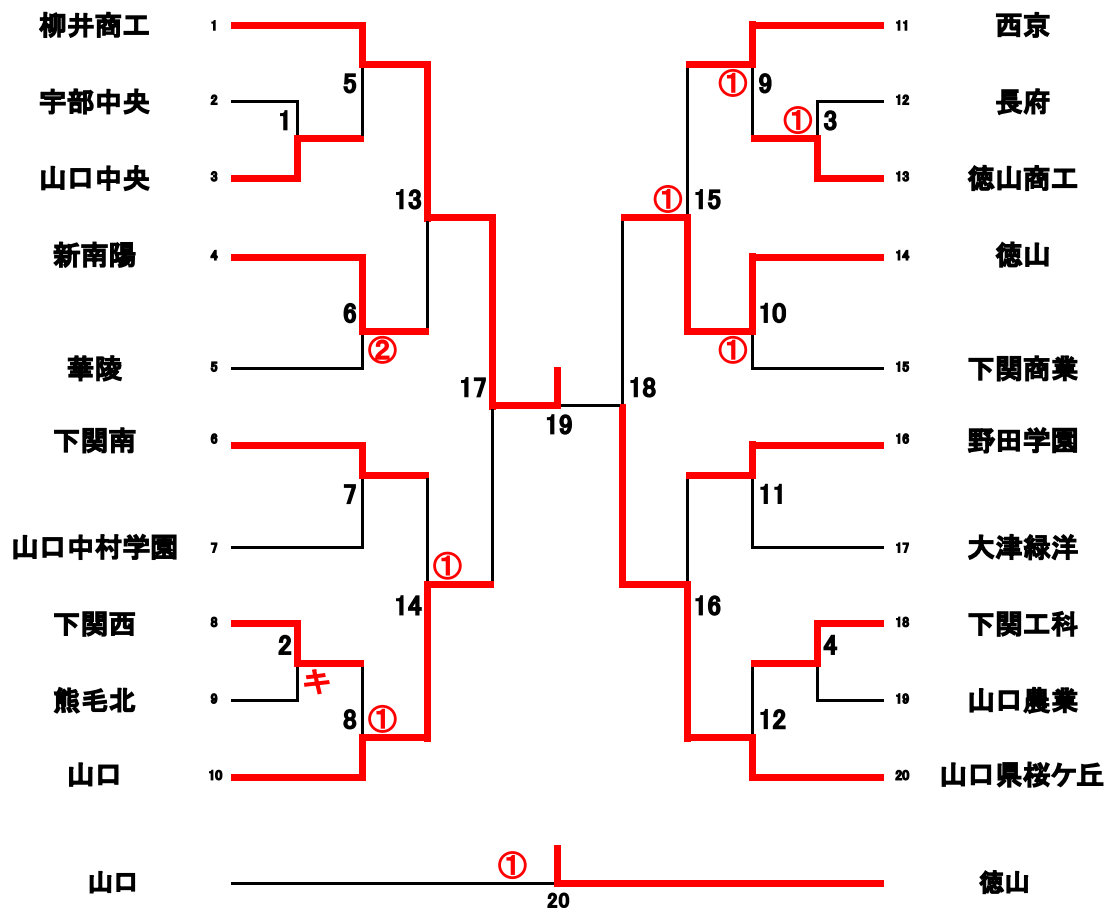 柳井商工 1 11 西京
5 ① 9
宇部中央 2 12 長府
1 ① 3
山口中央 3 13 徳山商工
13 ① 15
新南陽 4 14 徳山
6 10
② ①
華陵 5 15 下関商業
17 18
19
下関南 6 16 野田学園
7 11
山口中村学園 7 17 大津緑洋
①
14 16
下関西 8 18 下関工科
2 4
キ
熊毛北 9 19 山口農業
8 ① 12
山口 10 20 山口県桜ケ丘
①
山口 徳山
20